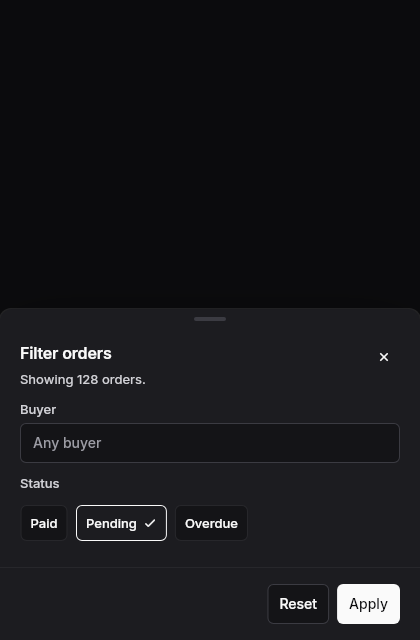 Filter orders
Showing 128 orders.
Buyer
Any buyer
Status
Paid
Pending
Overdue
Reset
Apply